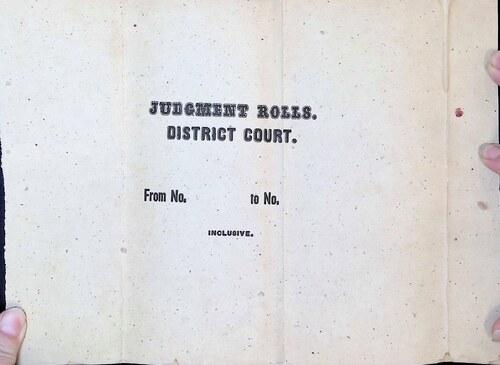 JUDGMENT ROLLS.
DISTRICT COURT.
From No. to No.
INCLUSIVE.